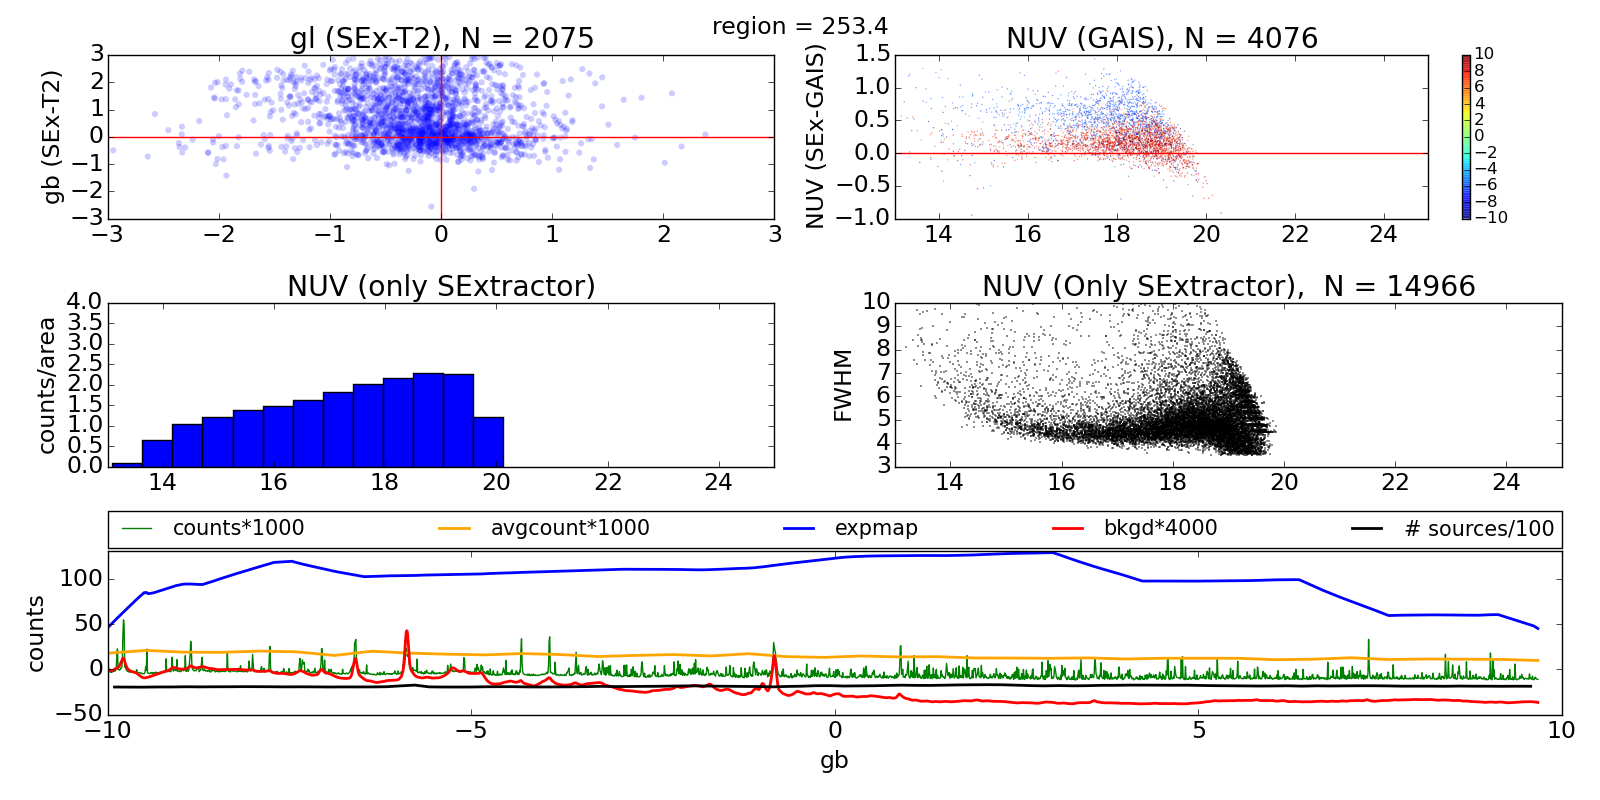 region = 253.4
gl (SEx-T2), N = 2075
gb (SEx-T2)
3
2
1
0
−1
−2
−3
−3 −2 −1 0 1 2 3
NUV (GAIS), N = 4076
NUV (SEx-GAIS)
1.5
1.0
0.5
0.0
−0.5
−1.0
14 16 18 20 22 24
10
8
6
4
2
0
−2
−4
−6
−8
−10
NUV (only SExtractor)
counts/area
4.0
3.5
3.0
2.5
2.0
1.5
1.0
0.5
0.0
14 16 18 20 22 24
NUV (Only SExtractor), N = 14966
FWHM
10
9
8
7
6
5
4
3
14 16 18 20 22 24
counts*1000 avgcount*1000 expmap bkgd*4000 # sources/100
counts
100
50
0
−50
−10 −5 0 5 10
gb